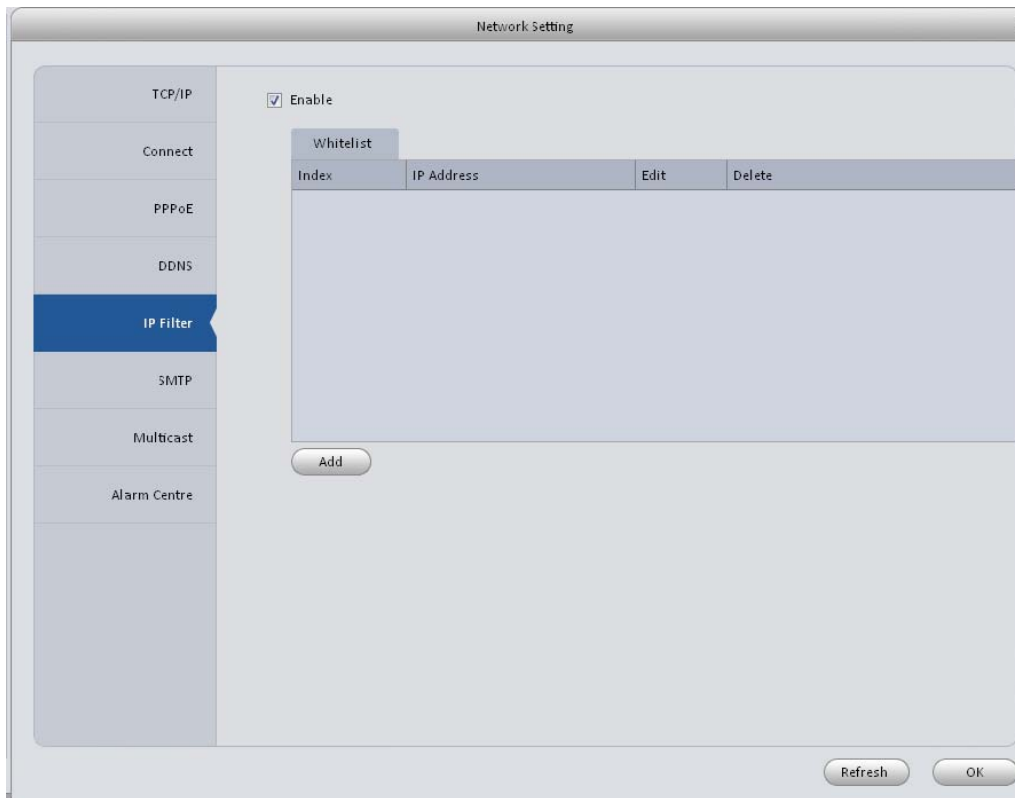 Network Setting
TCP/IP
Connect
PPPoE
DDNS
IP Filter
SMTP
Multicast
Alarm Centre
Enable
Whitelist
Index IP Address Edit Delete
Add
Refresh OK